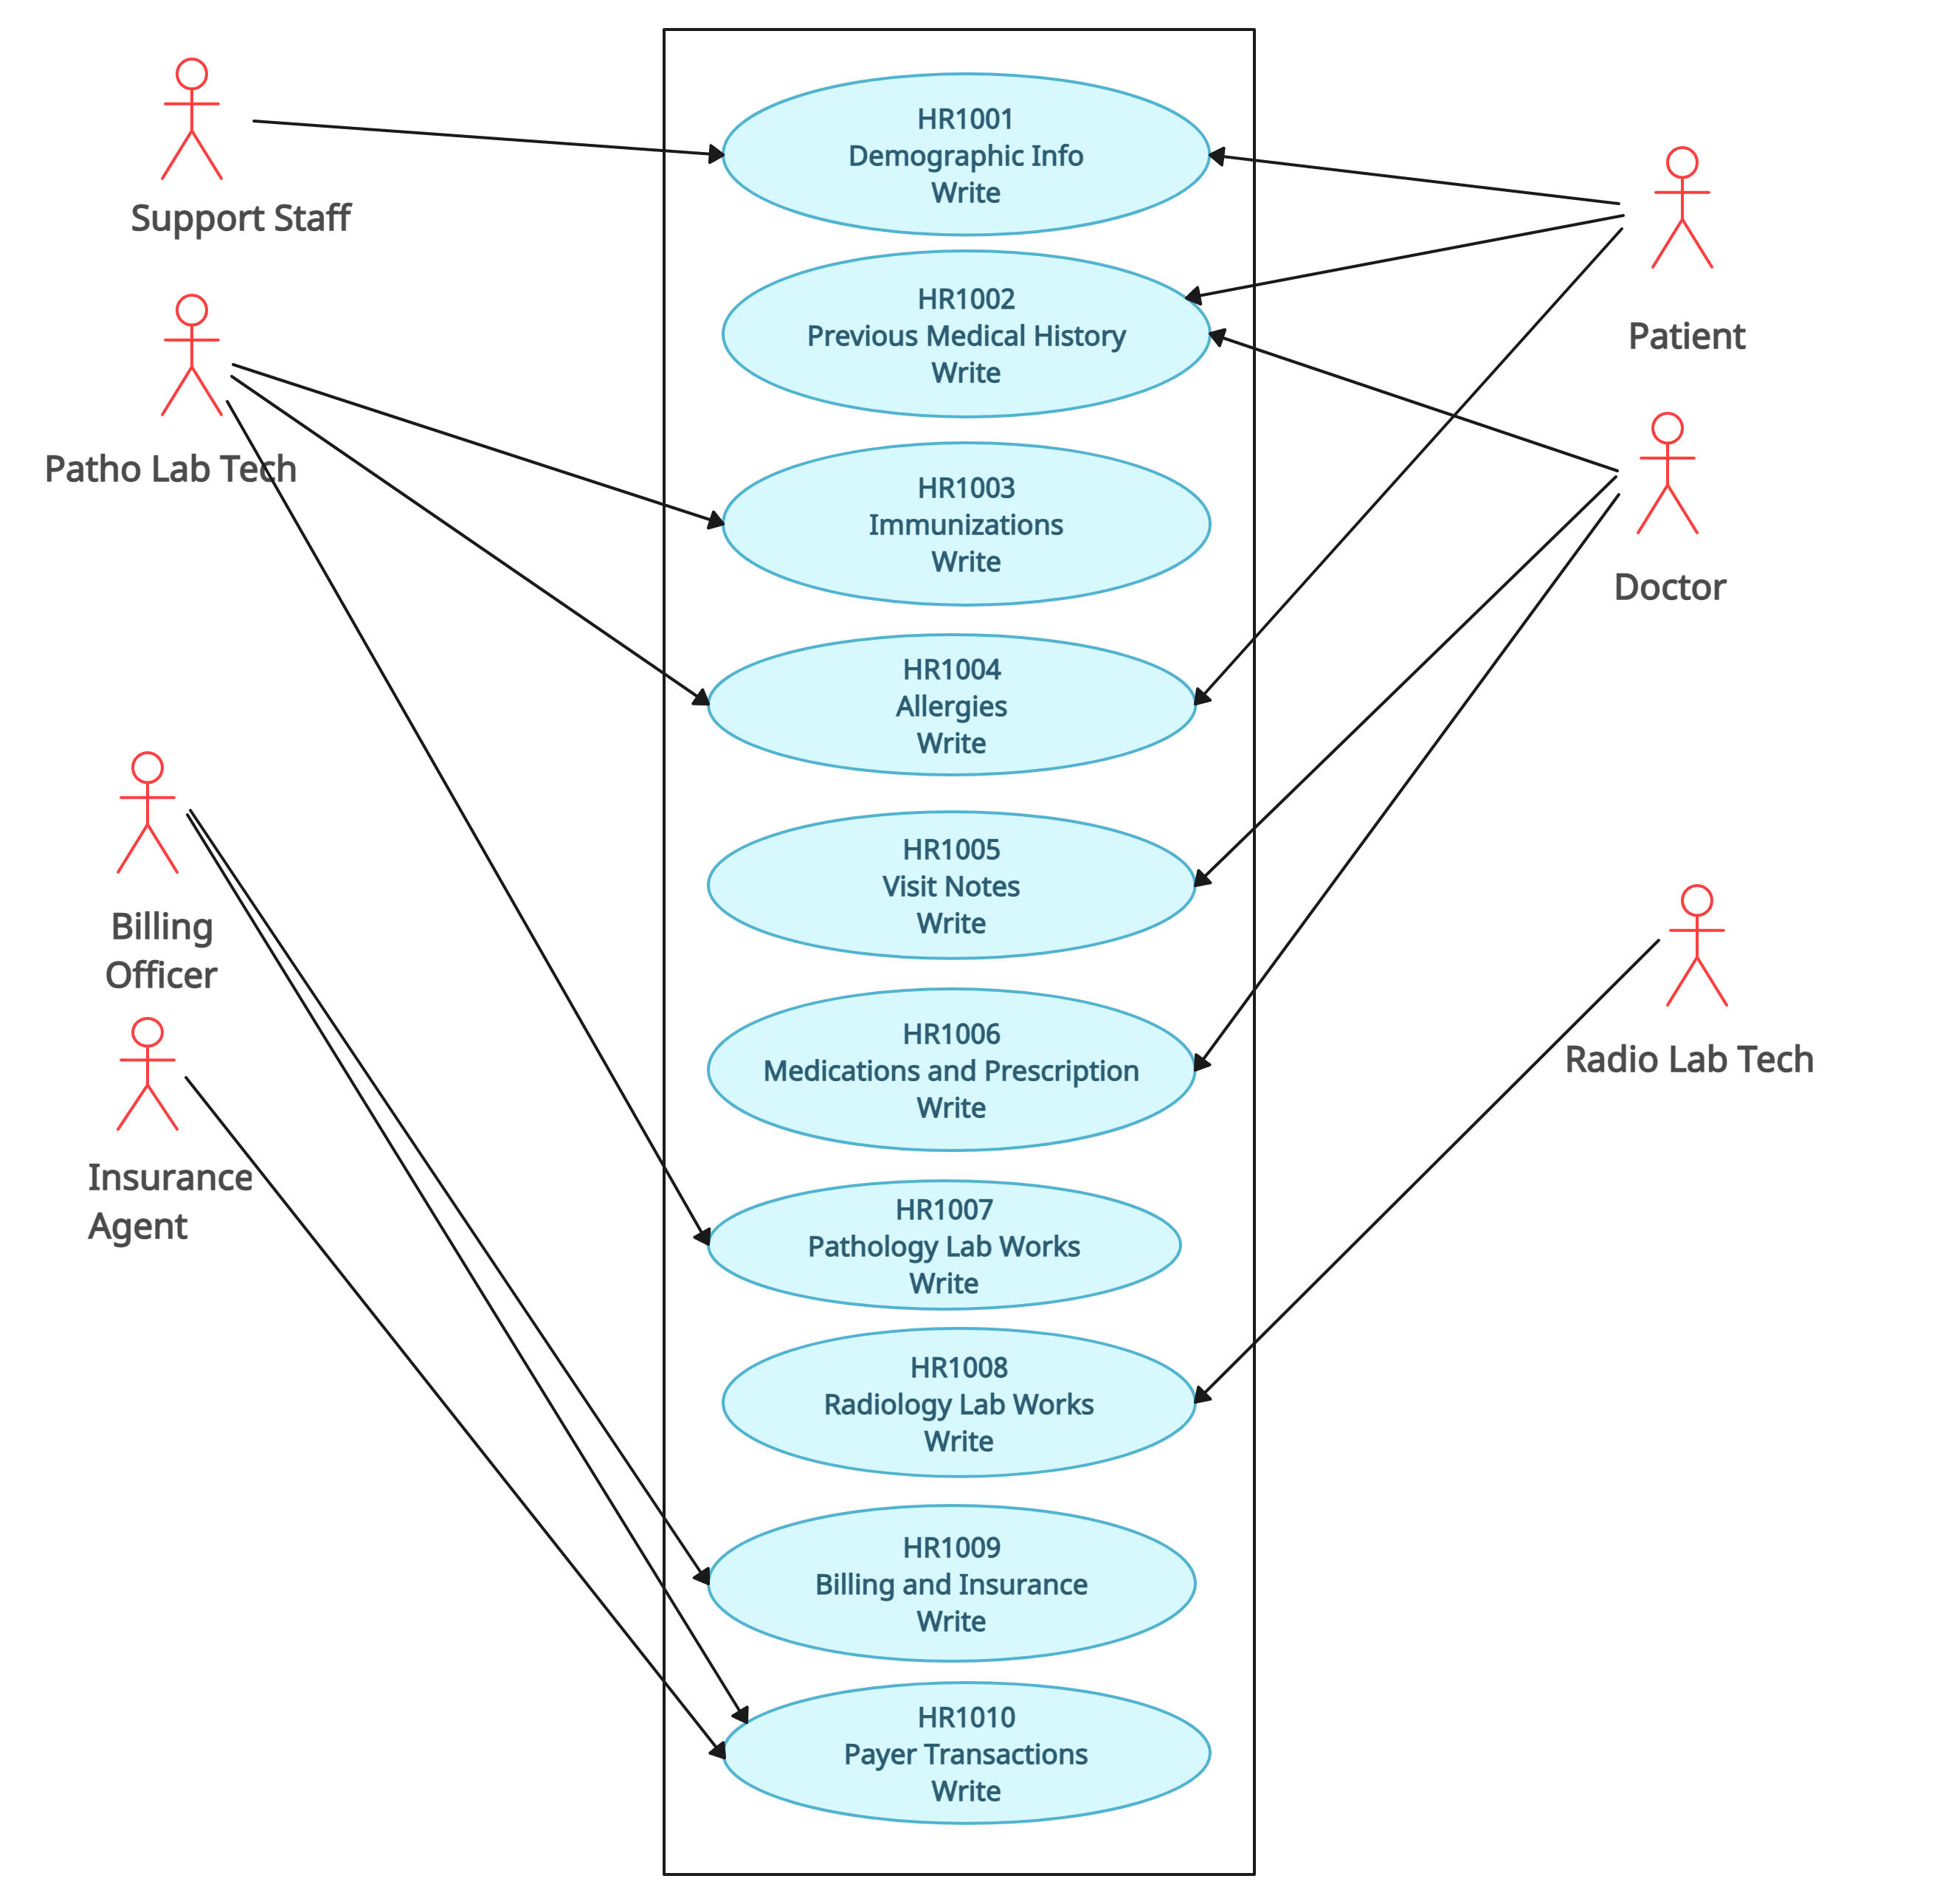 Support Staff
Patho Lab Tech
Billing
Officer
Insurance
Agent
HR1001
Demographic Info
Write
HR1002
Previous Medical History
Write
HR1003
Immunizations
Write
HR1004
Allergies
Write
HR1005
Visit Notes
Write
HR1006
Medications and Prescription
Write
HR1007
Pathology Lab Works
Write
HR1008
Radiology Lab Works
Write
HR1009
Billing and Insurance
Write
HR1010
Payer Transactions
Write
Patient
Doctor
Radio Lab Tech